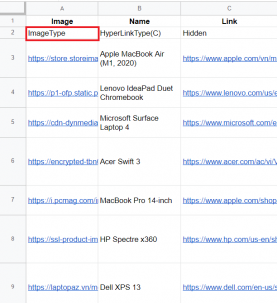 A B C
1 Image Name Link
2 ImageType HyperLinkType(C) Hidden
3 https://store.storeima Apple MacBook Air
(M1, 2020) https://www.apple.com/vn/m
4 https://p1-ofp.static.p Lenovo IdeaPad Duet
Chromebook https://www.lenovo.com/us/e
5 https://cdn-dynmedia Microsoft Surface
Laptop 4 https://www.microsoft.com/e
6 https://encrypted-tbn Acer Swift 3 https://www.acer.com/ac/vi/V
7 https://i.pcmag.com/i MacBook Pro 14-inch https://www.apple.com/shop
8 https://ssl-product-im HP Spectre x360 https://www.hp.com/us-en/sh
9 https://laptopaz.vn/m Dell XPS 13 https://www.dell.com/en-us/s